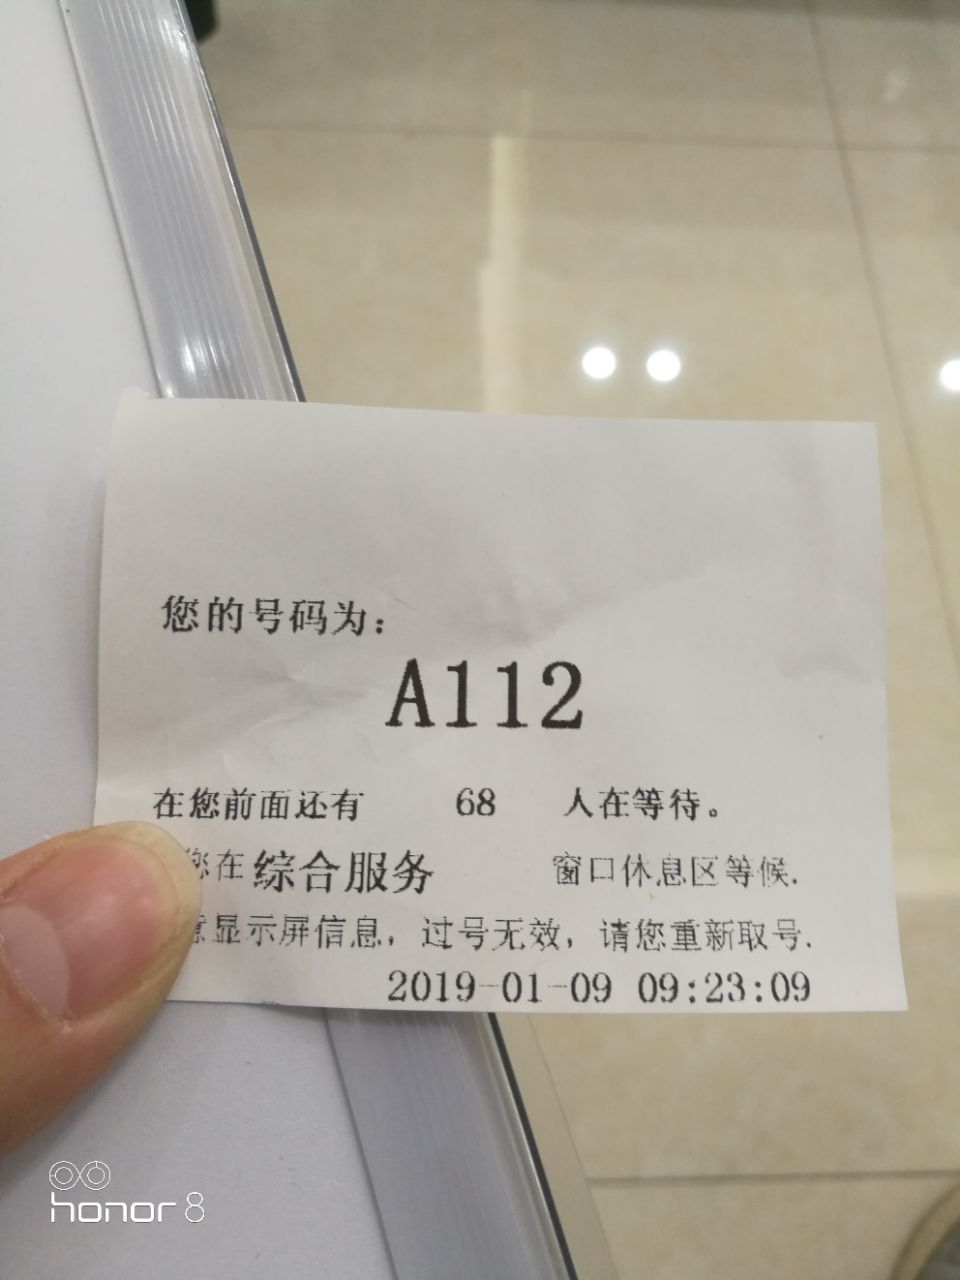 您的号码为：
A112
在您前面还有 68 人在等待。
您在 综合服务 窗口休息区等候.
显示屏信息，过号无效，请您重新取号.
2019-01-09 09:23:09
honor 8